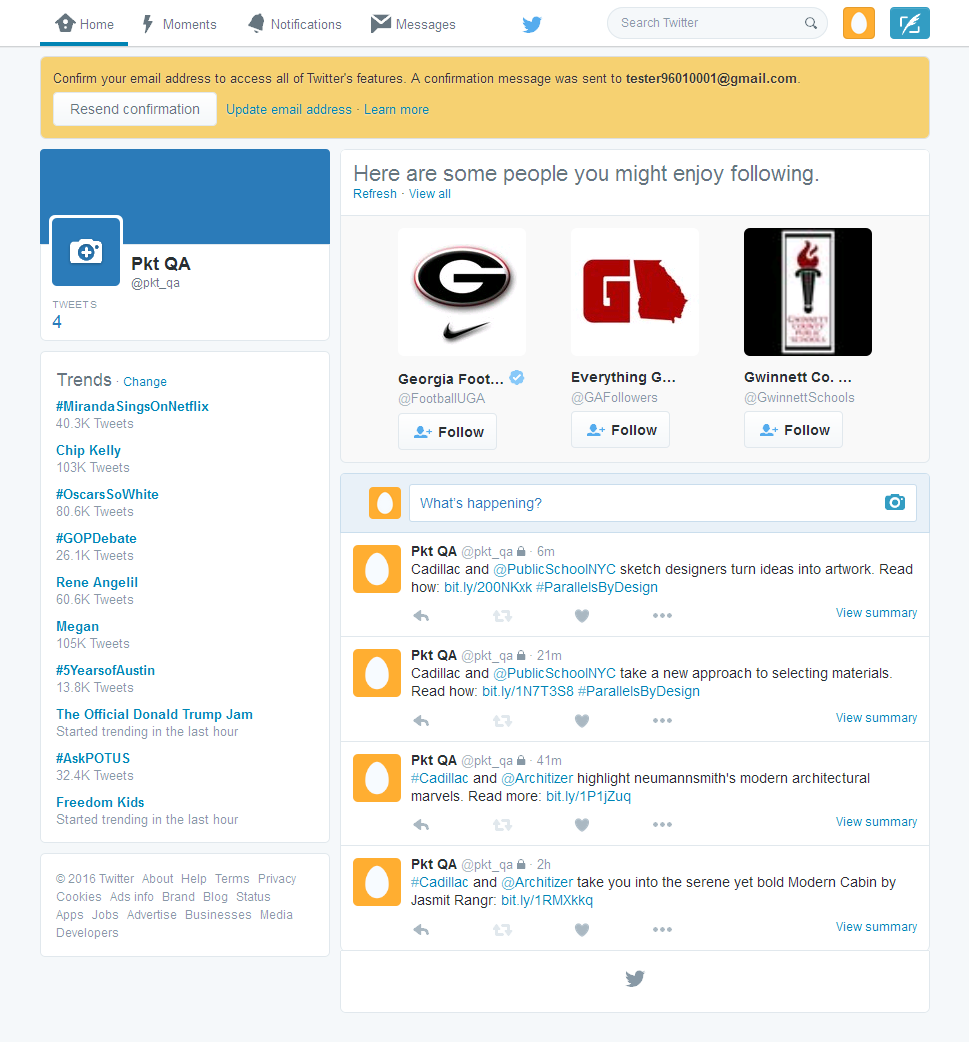 Home Moments Notifications Messages Search Twitter
Confirm your email address to access all of Twitter's features. A confirmation message was sent to tester96010001@gmail.com.
Resend confirmation Update email address · Learn more
Pkt QA
@pkt_qa
TWEETS
4
Trends · Change
#MirandaSingsOnNetflix
40.3K Tweets
Chip Kelly
103K Tweets
#OscarsSoWhite
80.6K Tweets
#GOPDebate
26.1K Tweets
Rene Angelil
60.6K Tweets
Megan
105K Tweets
#5YearsofAustin
13.8K Tweets
The Official Donald Trump Jam
Started trending in the last hour
#AskPOTUS
32.4K Tweets
Freedom Kids
Started trending in the last hour
© 2016 Twitter About Help Terms Privacy
Cookies Ads info Brand Blog Status
Apps Jobs Advertise Businesses Media
Developers
Here are some people you might enjoy following.
Refresh · View all
G
G
GWINNETT
COUNTY
PUBLIC
SCHOOLS
Georgia Foot... Everything G... Gwinnett Co. ...
@FootballUGA @GAFollowers @GwinnettSchools
Follow Follow Follow
What's happening?
Pkt QA @pkt_qa · 6m
Cadillac and @PublicSchoolNYC sketch designers turn ideas into artwork. Read
how: bit.ly/200NKxk #ParallelsByDesign
View summary
Pkt QA @pkt_qa · 21m
Cadillac and @PublicSchoolNYC take a new approach to selecting materials.
Read how: bit.ly/1N7T3S8 #ParallelsByDesign
View summary
Pkt QA @pkt_qa · 41m
#Cadillac and @Architizer highlight neumannsmith's modern architectural
marvels. Read more: bit.ly/1P1jZuq
View summary
Pkt QA @pkt_qa · 2h
#Cadillac and @Architizer take you into the serene yet bold Modern Cabin by
Jasmit Rangr: bit.ly/1RMXkkq
View summary